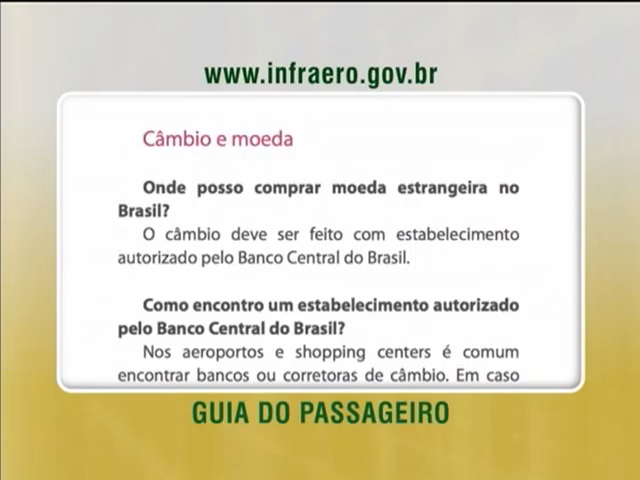 www.infraero.gov.br
Câmbio e moeda
Onde posso comprar moeda estrangeira no
Brasil?
O câmbio deve ser feito com estabelecimento
autorizado pelo Banco Central do Brasil.
Como encontro um estabelecimento autorizado
pelo Banco Central do Brasil?
Nos aeroportos e shopping centers é comum
encontrar bancos ou corretoras de câmbio. Em caso
GUIA DO PASSAGEIRO